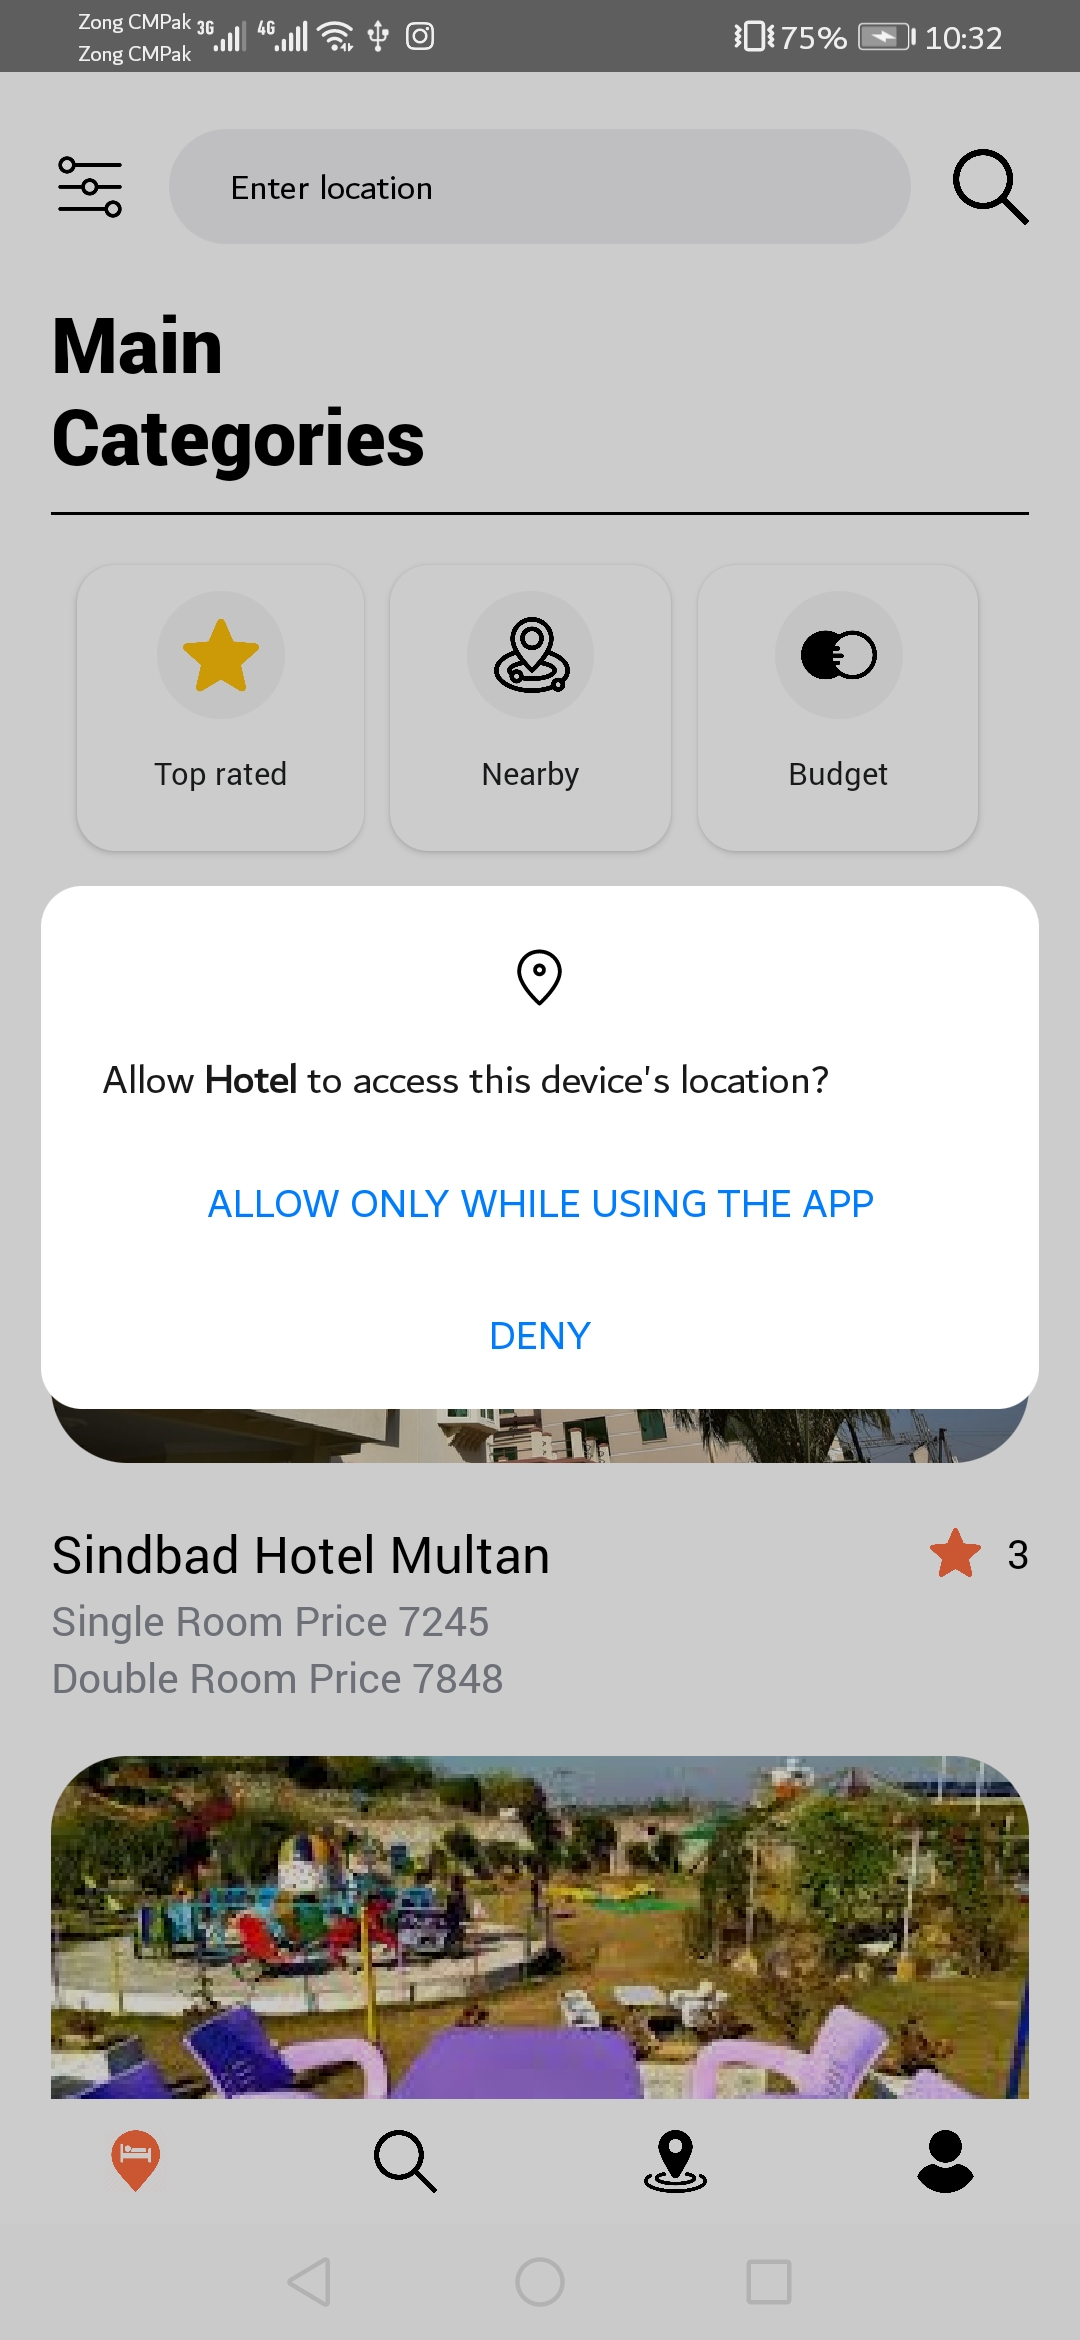 Zong CMPak 3G 4G 75% 10:32
Zong CMPak
Enter location
Main
Categories
Top rated Nearby Budget
Allow Hotel to access this device's location?
ALLOW ONLY WHILE USING THE APP
DENY
Sindbad Hotel Multan 3
Single Room Price 7245
Double Room Price 7848